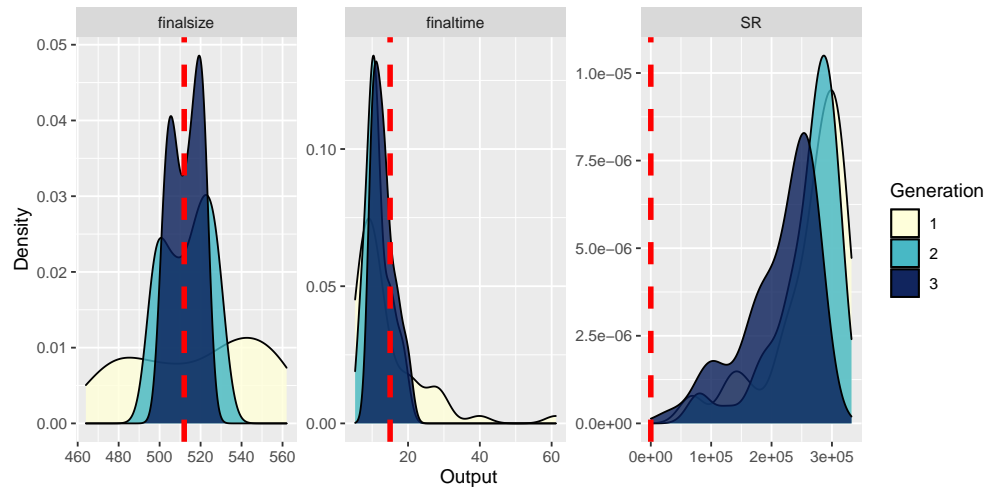 finalsize finaltime SR
Density
0.05
0.04
0.03
0.02
0.01
0.00
460 480 500 520 540 560
0.10
0.05
0.00
20 40 60
1.0e−05
7.5e−06
5.0e−06
2.5e−06
0.0e+00
0e+00 1e+05 2e+05 3e+05
Output
Generation
1
2
3